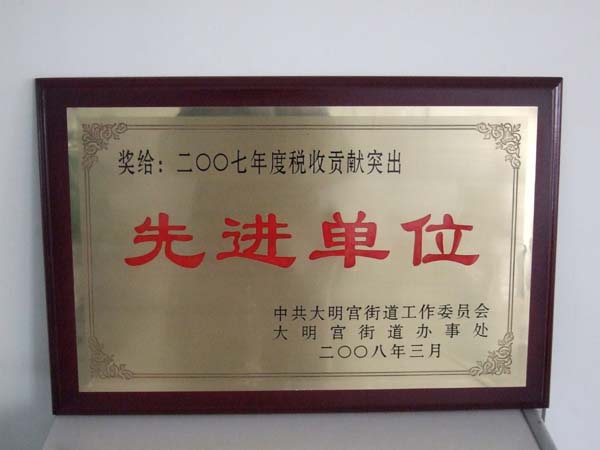 奖给：二〇〇七年度税收贡献突出
先进单位
中共大明宫街道工作委员会
大明宫街道办事处
二〇〇八年三月